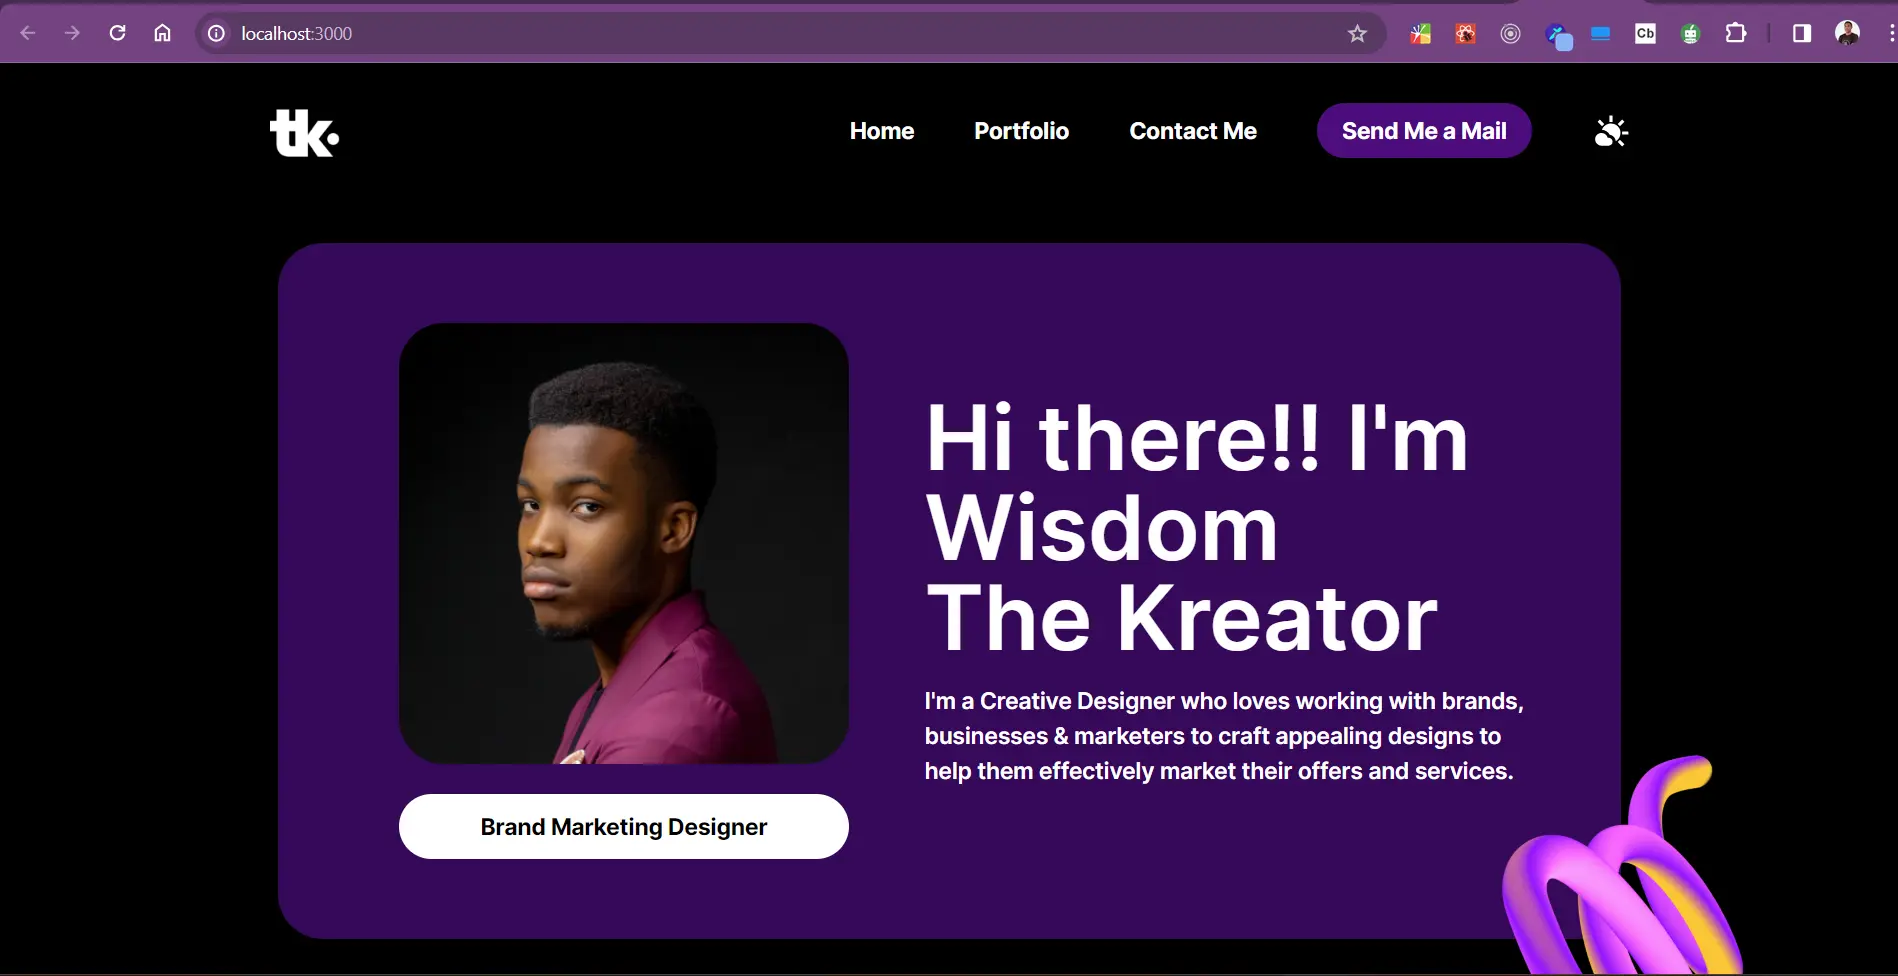 localhost:3000
Cb
tk.
Home Portfolio Contact Me Send Me a Mail
Hi there!! I'm
Wisdom
The Kreator
I'm a Creative Designer who loves working with brands,
businesses & marketers to craft appealing designs to
help them effectively market their offers and services.
Brand Marketing Designer